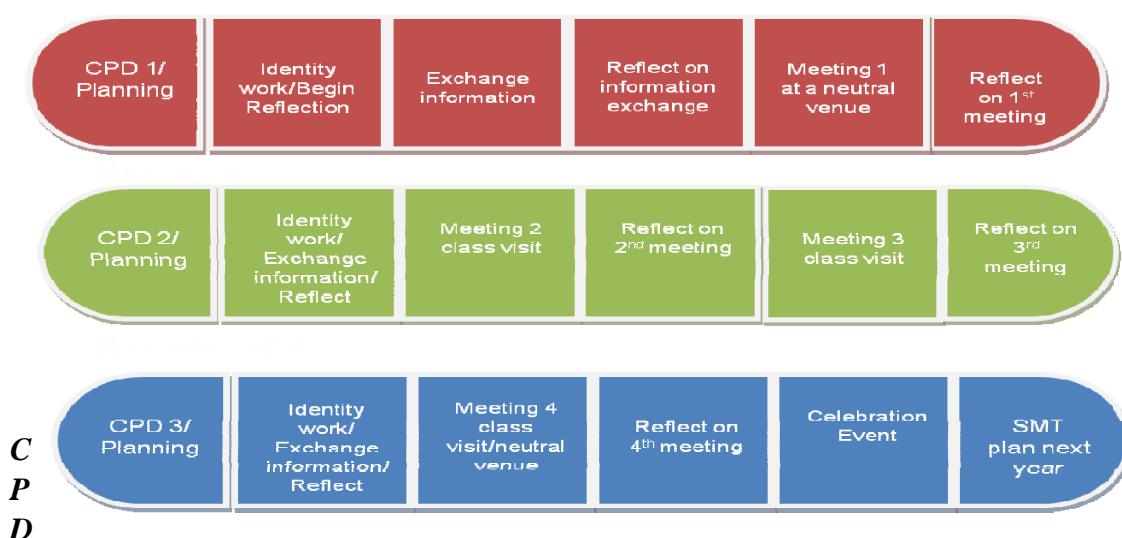 CPD 1/
Planning
Identity
work/Begin
Reflection
Exchange
information
Reflect on
information
exchange
Meeting 1
at a neutral
venue
Reflect
on 1st
meeting
CPD 2/
Planning
Identity
work/
Exchange
information/
Reflect
Meeting 2
class visit
Reflect on
2nd meeting
Meeting 3
class visit
Reflect on
3rd
meeting
CPD 3/
Planning
Identity
work/
Exchange
information/
Reflect
Meeting 4
class
visit/neutral
venue
Reflect on
4th meeting
Celebration
Event
SMT
plan next
year
C
P
D